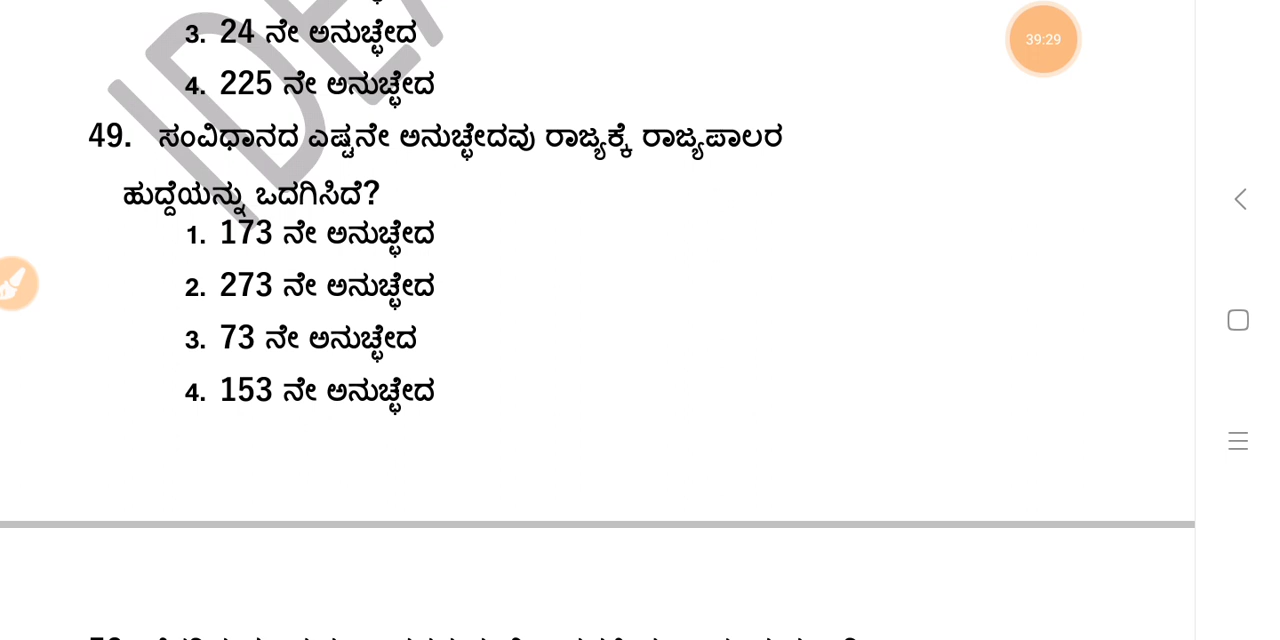 3. 24 ನೇ ಅನುಚ್ಛೇದ
39:29
4. 225 ನೇ ಅನುಚ್ಛೇದ
49. ಸಂವಿಧಾನದ ಎಷ್ಟನೇ ಅನುಚ್ಛೇದವು ರಾಜ್ಯಕ್ಕೆ ರಾಜ್ಯಪಾಲರ
ಹುದ್ದೆಯನ್ನು ಒದಗಿಸಿದೆ?
1. 173 ನೇ ಅನುಚ್ಛೇದ
2. 273 ನೇ ಅನುಚ್ಛೇದ
3. 73 ನೇ ಅನುಚ್ಛೇದ
4. 153 ನೇ ಅನುಚ್ಛೇದ